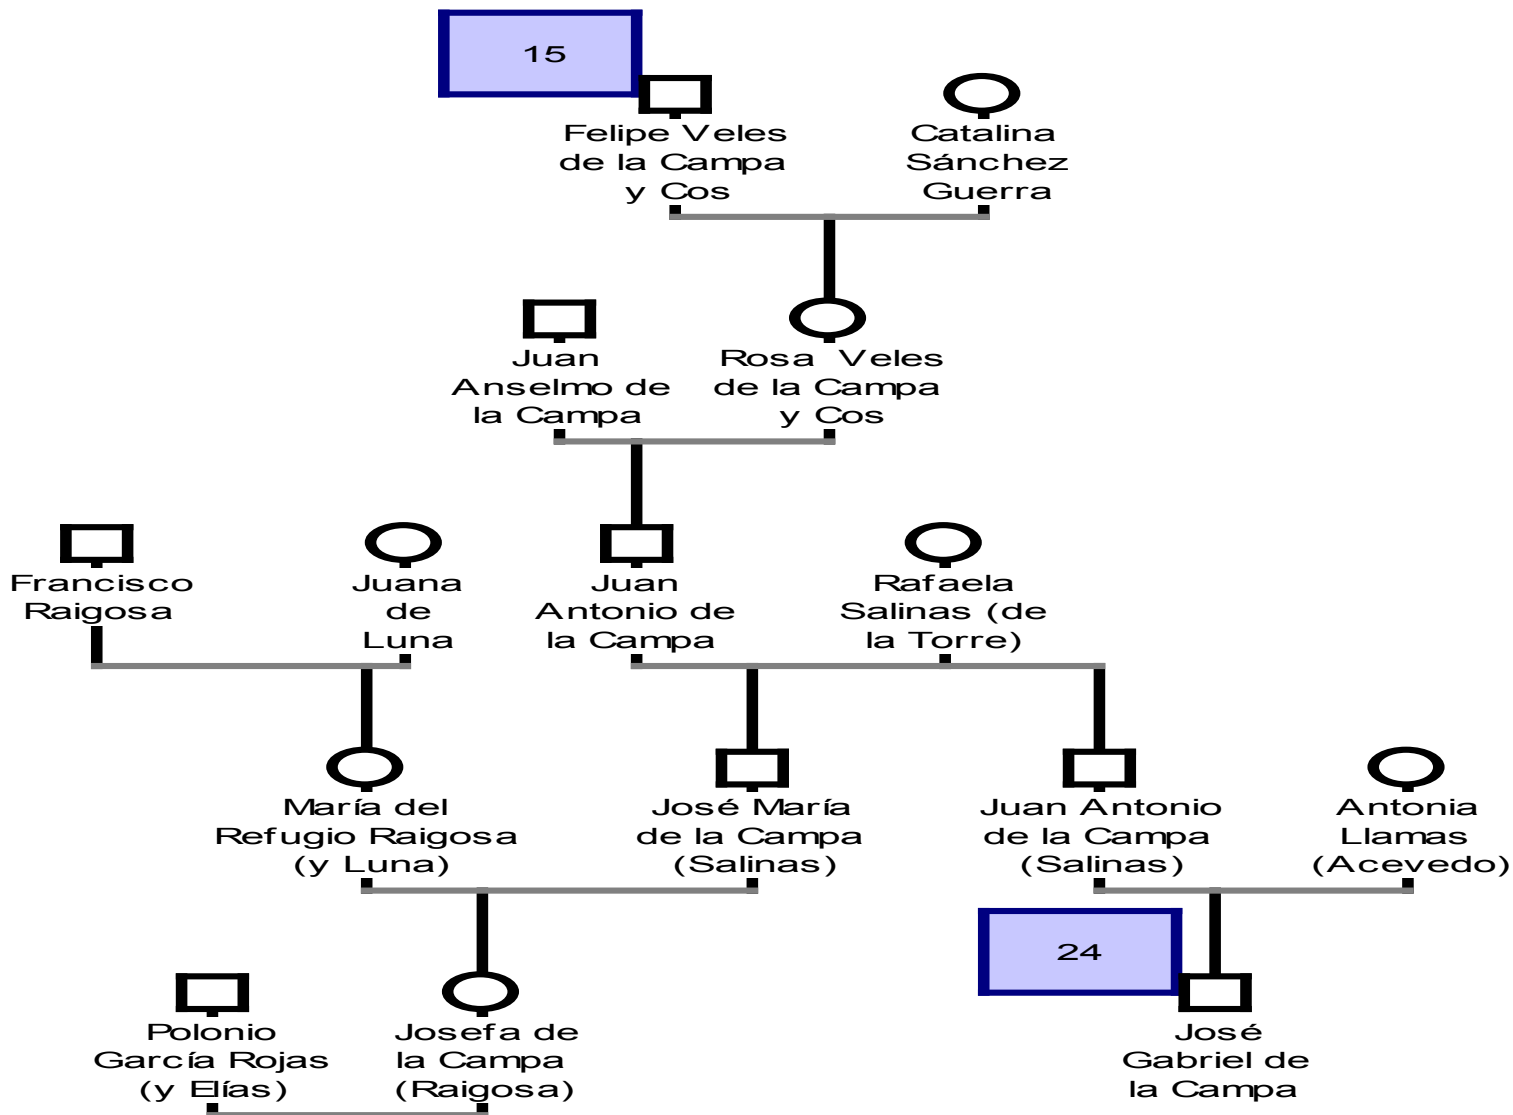 15
Felipe Veles
de la Campa
y Cos
Catalina
Sánchez
Guerra
Juan
Anselmo de
la Campa
Rosa Veles
de la Campa
y Cos
Francisco
Raigosa
Juana
de
Luna
Juan
Antonio de
la Campa
Rafaela
Salinas (de
la Torre)
María del
Refugio Raigosa
(y Luna)
José María
de la Campa
(Salinas)
Juan Antonio
de la Campa
(Salinas)
Antonia
Llamas
(Acevedo)
Polonio
García Rojas
(y Elías)
Josefa de
la Campa
(Raigosa)
24
José
Gabriel de
la Campa